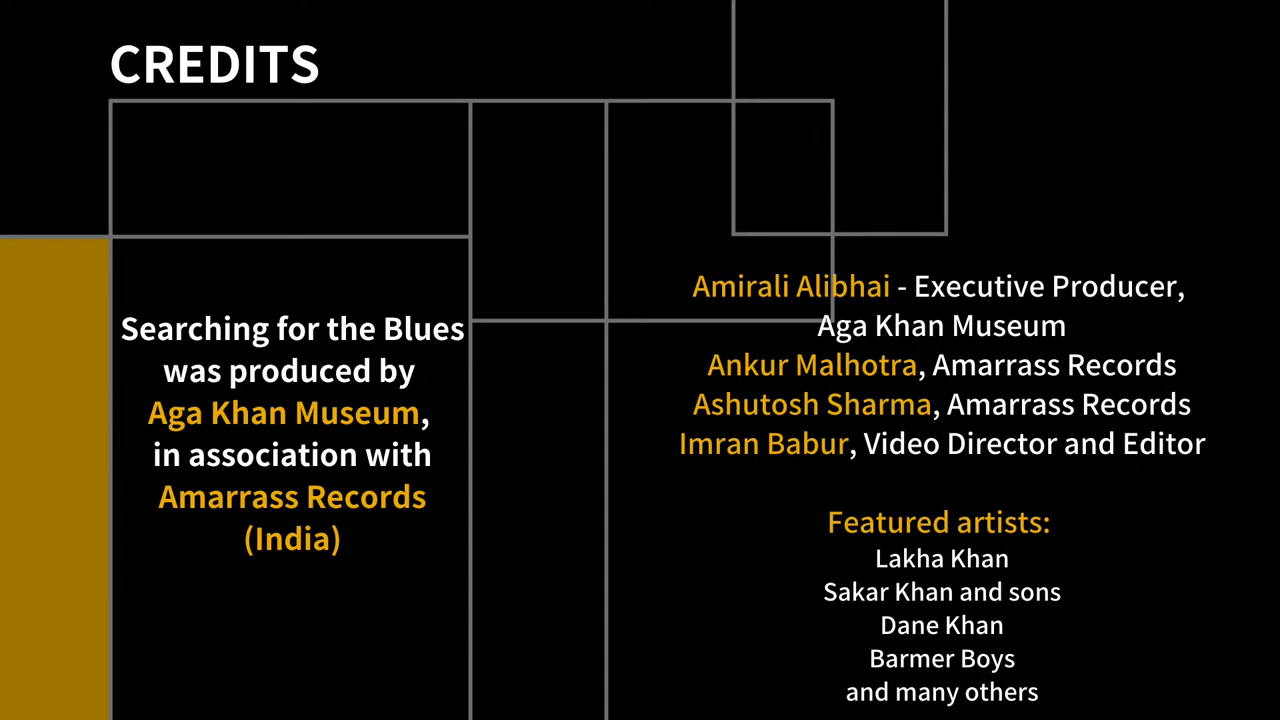 CREDITS
Searching for the Blues
was produced by
Aga Khan Museum,
in association with
Amarrass Records
(India)
Amirali Alibhai - Executive Producer,
Aga Khan Museum
Ankur Malhotra, Amarrass Records
Ashutosh Sharma, Amarrass Records
Imran Babur, Video Director and Editor
Featured artists:
Lakha Khan
Sakar Khan and sons
Dane Khan
Barmer Boys
and many others